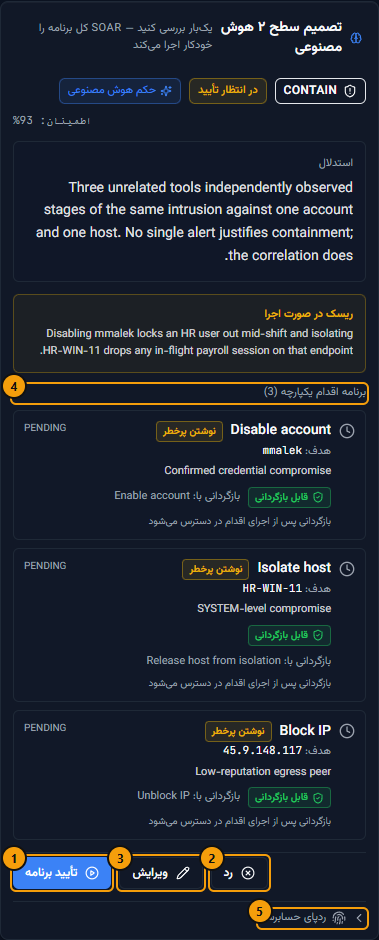 تصمیم سطح ۲ هوش مصنوعی
یک‌بار بررسی کنید — SOAR کل برنامه را خودکار اجرا می‌کند
CONTAIN
در انتظار تأیید
حکم هوش مصنوعی
اطمینان: 93%
استدلال
Three unrelated tools independently observed
stages of the same intrusion against one account
and one host. No single alert justifies containment;
the correlation does.
ریسک در صورت اجرا
Disabling mmalek locks an HR user out mid-shift and isolating
HR-WIN-11 drops any in-flight payroll session on that endpoint.
4
برنامه اقدام یکپارچه (3)
Disable account
نوشتن پرخطر
PENDING
هدف: mmalek
Confirmed credential compromise
قابل بازگردانی
بازگردانی با: Enable account
بازگردانی پس از اجرای اقدام در دسترس می‌شود
Isolate host
نوشتن پرخطر
PENDING
هدف: HR-WIN-11
SYSTEM-level compromise
قابل بازگردانی
بازگردانی با: Release host from isolation
بازگردانی پس از اجرای اقدام در دسترس می‌شود
Block IP
نوشتن پرخطر
PENDING
هدف: 45.9.148.117
Low-reputation egress peer
قابل بازگردانی
بازگردانی با: Unblock IP
بازگردانی پس از اجرای اقدام در دسترس می‌شود
2
رد
3
ویرایش
1
تأیید برنامه
5
ردپای